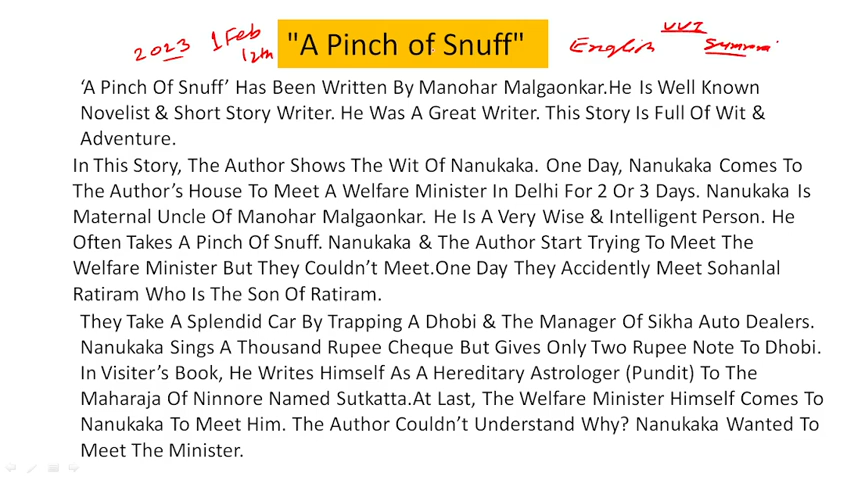 2023 1 Feb 12th "A Pinch of Snuff" English VVI
'A Pinch Of Snuff' Has Been Written By Manohar Malgaonkar.He Is Well Known
Novelist & Short Story Writer. He Was A Great Writer. This Story Is Full Of Wit &
Adventure.
In This Story, The Author Shows The Wit Of Nanukaka. One Day, Nanukaka Comes To
The Author's House To Meet A Welfare Minister In Delhi For 2 Or 3 Days. Nanukaka Is
Maternal Uncle Of Manohar Malgaonkar. He Is A Very Wise & Intelligent Person. He
Often Takes A Pinch Of Snuff. Nanukaka & The Author Start Trying To Meet The
Welfare Minister But They Couldn't Meet.One Day They Accidently Meet Sohanlal
Ratiram Who Is The Son Of Ratiram.
They Take A Splendid Car By Trapping A Dhobi & The Manager Of Sikha Auto Dealers.
Nanukaka Sings A Thousand Rupee Cheque But Gives Only Two Rupee Note To Dhobi.
In Visiter's Book, He Writes Himself As A Hereditary Astrologer (Pundit) To The
Maharaja Of Ninnore Named Sutkatta.At Last, The Welfare Minister Himself Comes To
Nanukaka To Meet Him. The Author Couldn't Understand Why? Nanukaka Wanted To
Meet The Minister.